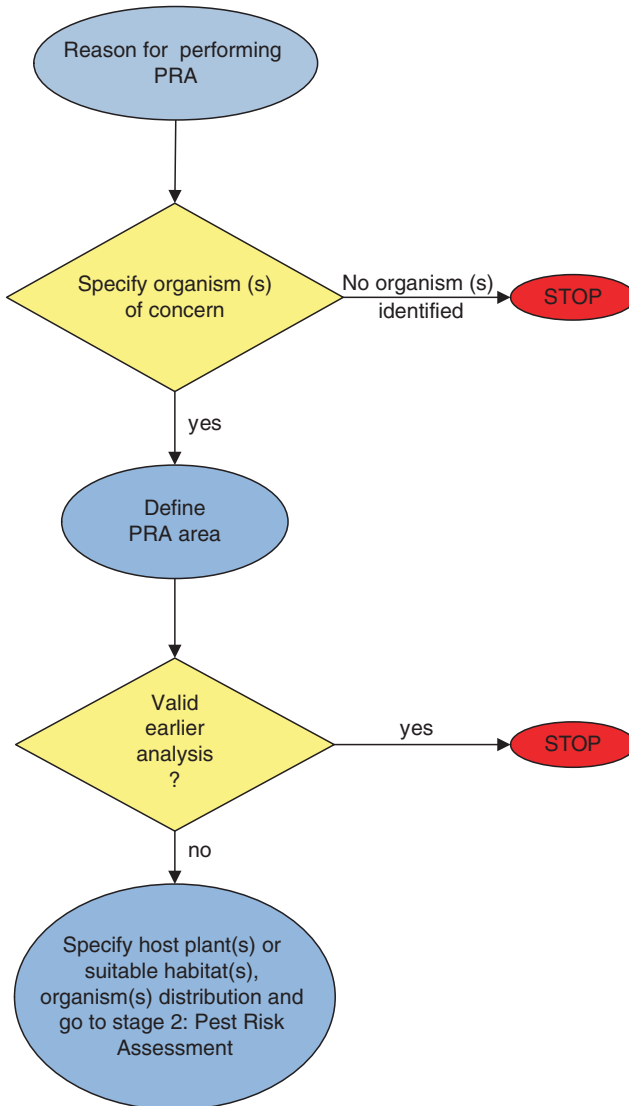 Reason for performing
PRA
Specify organism (s)
of concern
No organism (s)
identified
STOP
yes
Define
PRA area
Valid
earlier
analysis
?
yes
STOP
no
Specify host plant(s) or
suitable habitat(s),
organism(s) distribution and
go to stage 2: Pest Risk
Assessment